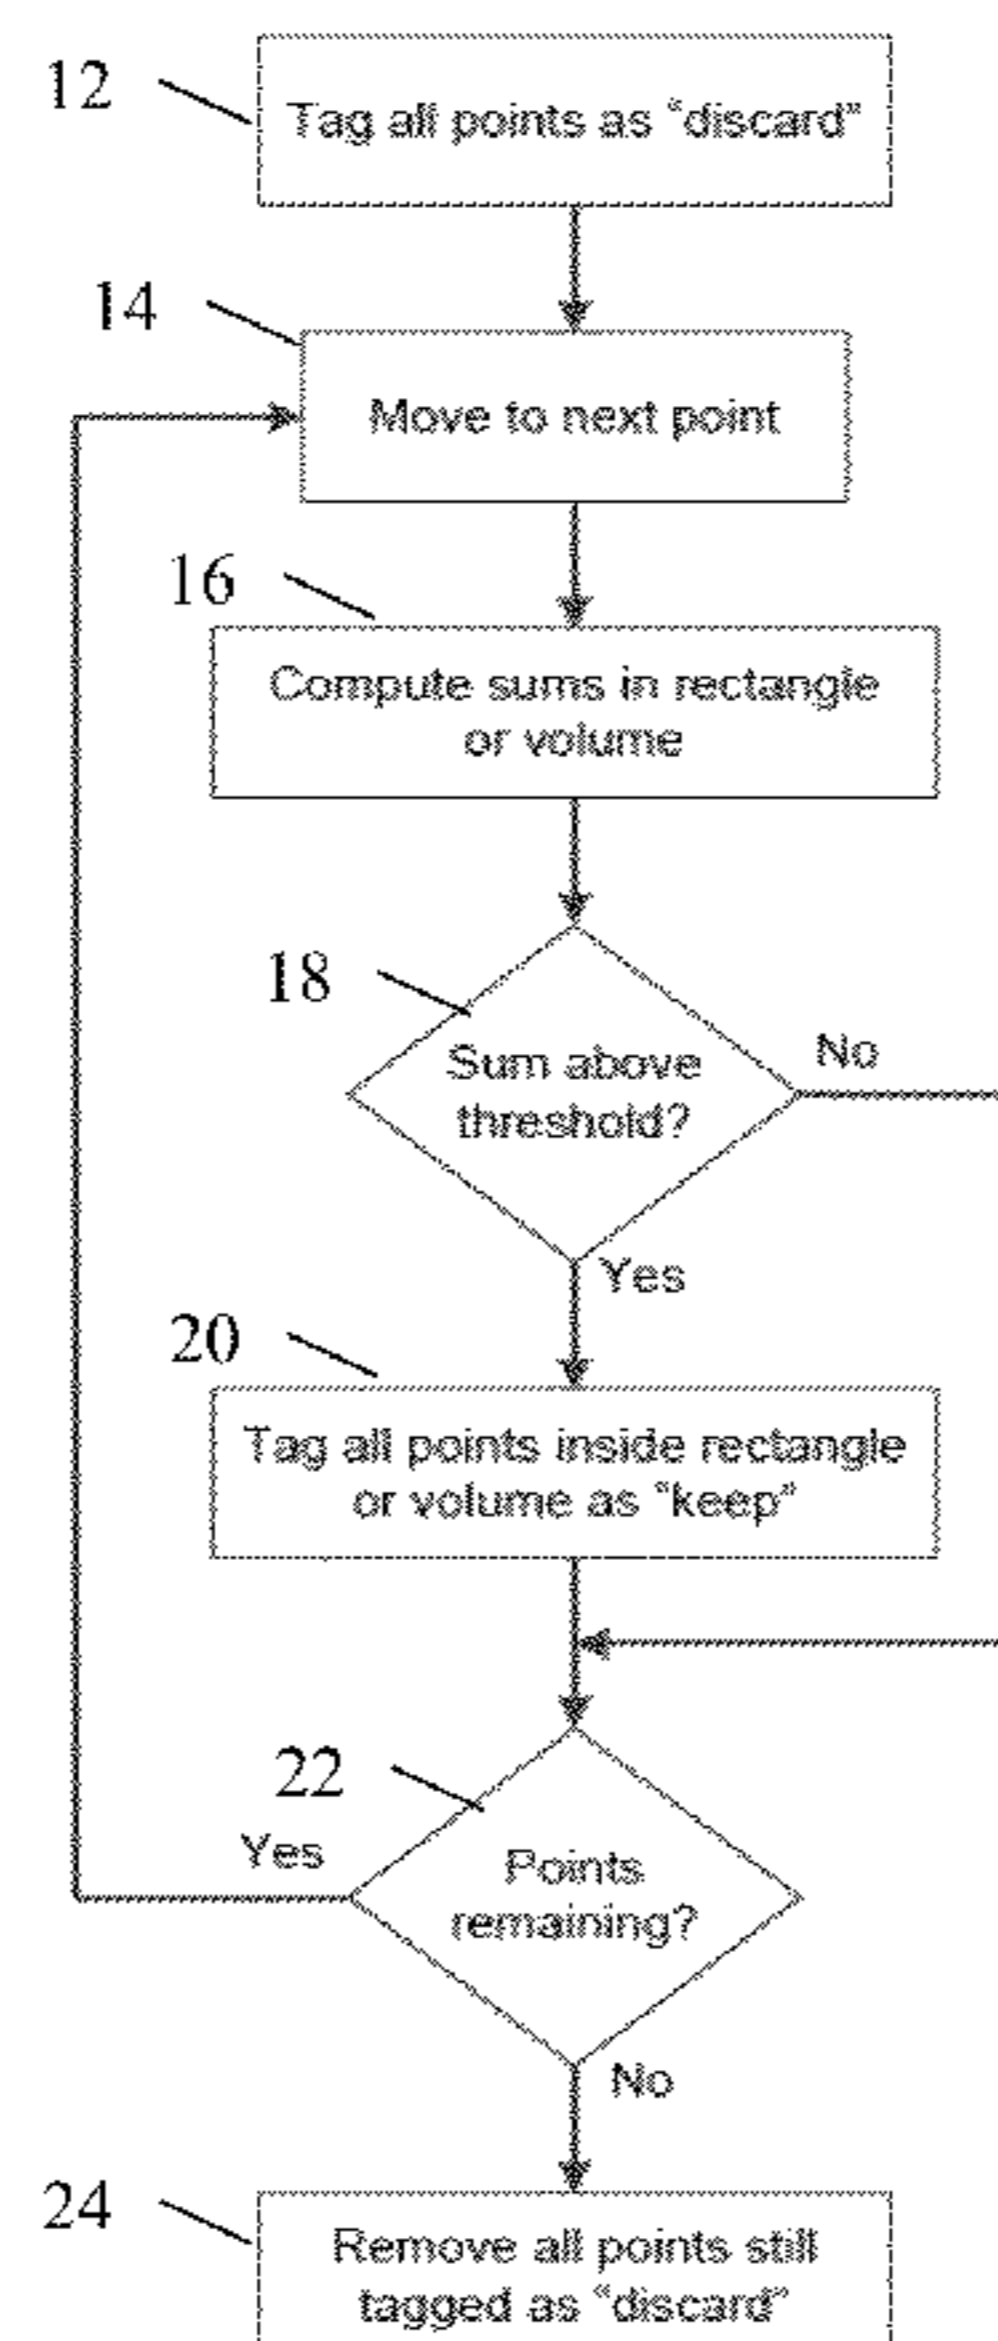 12
Tag all points as "discard"
14
Move to next point
16
Compute sums in rectangle
or volume
18
Sum above
threshold?
No
Yes
20
Tag all points inside rectangle
or volume as "keep"
22
Yes
Points
remaining?
No
24
Remove all points still
tagged as "discard"